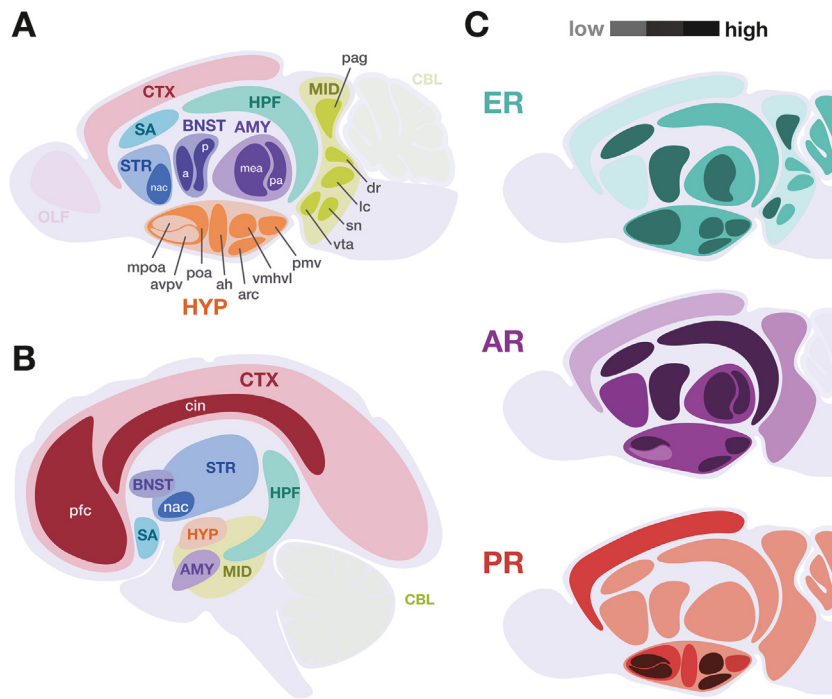 A
pag
CTX
MID
CBL
HPF
SA
BNST
AMY
STR
p
a
nac
mea
pa
OLF
dr
lc
sn
vta
mpoa
avpv
poa
ah
arc
vmhvl
pmv
HYP
B
CTX
cin
STR
BNST
nac
HPF
pfc
SA
HYP
AMY
MID
CBL
C
low high
ER
AR
PR